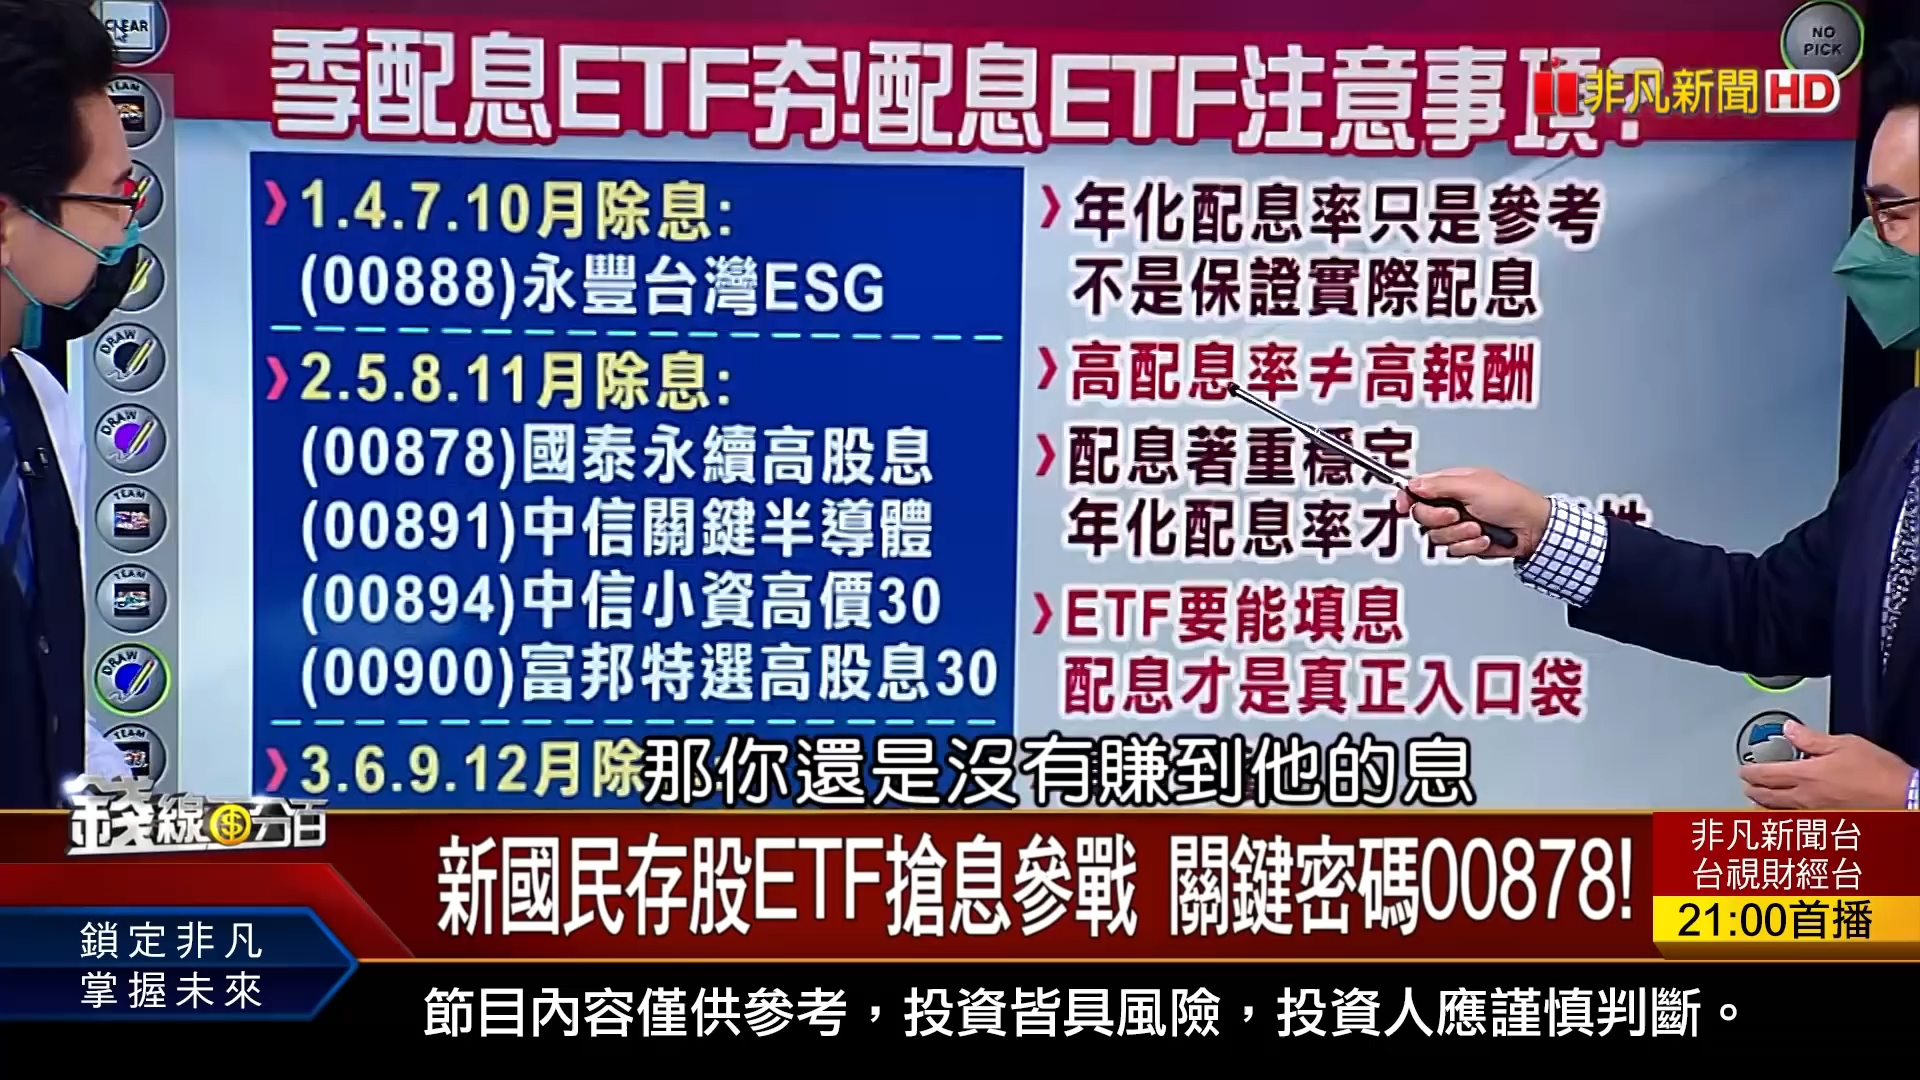 CLEAR
NO PICK
季配息ETF夯!配息ETF注意事項?
非凡新聞HD
TEAM
DRAW
DRAW
TEAM
TEAM
DRAW
TEAM
1.4.7.10月除息:
(00888)永豐台灣ESG
2.5.8.11月除息:
(00878)國泰永續高股息
(00891)中信關鍵半導體
(00894)中信小資高價30
(00900)富邦特選高股息30
3.6.9.12月除
年化配息率只是參考
不是保證實際配息
高配息率≠高報酬
配息著重穩定
年化配息率才有
ETF要能填息
配息才是真正入口袋
那你還是沒有賺到他的息
錢線百分百
新國民存股ETF搶息參戰 關鍵密碼00878!
非凡新聞台
台視財經台
21:00首播
鎖定非凡
掌握未來
節目內容僅供參考，投資皆具風險，投資人應謹慎判斷。